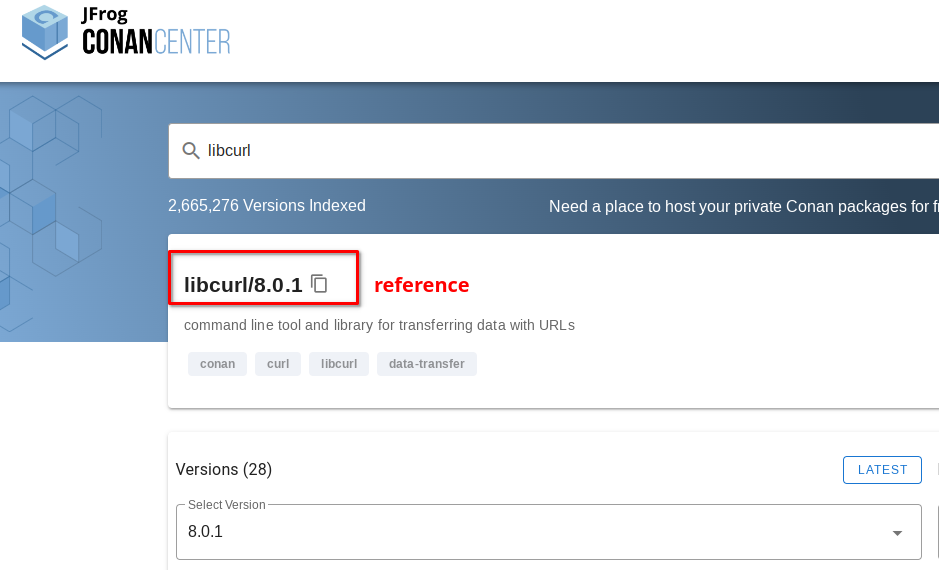 JFrog
CONANCENTER
libcurl
2,665,276 Versions Indexed
Need a place to host your private Conan packages for
libcurl/8.0.1
reference
command line tool and library for transferring data with URLs
conan curl libcurl data-transfer
Versions (28)
LATEST
Select Version
8.0.1